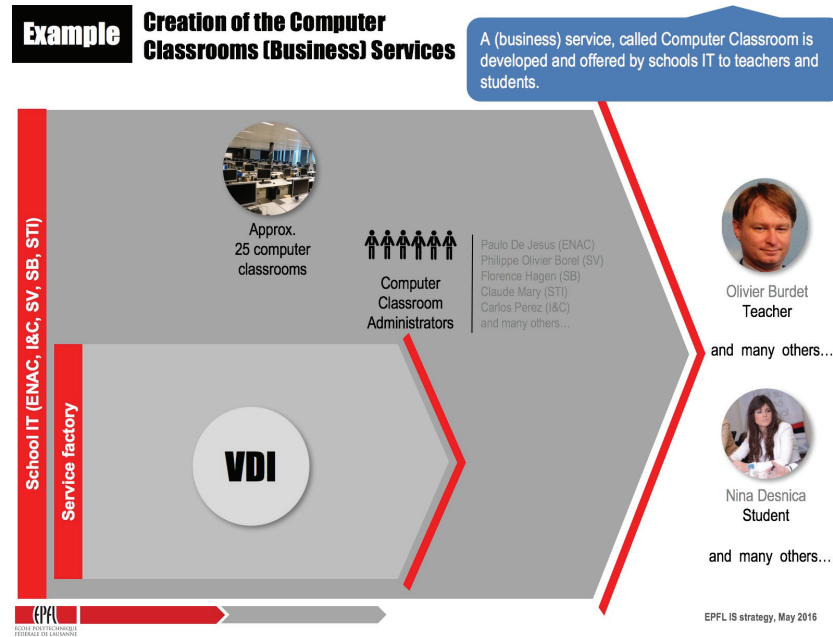 Example
Creation of the Computer
Classrooms (Business) Services
A (business) service, called Computer Classroom is
developed and offered by schools IT to teachers and
students.
School IT (ENAC, I&C, SV, SB, STI)
Approx.
25 computer
classrooms
Computer
Classroom
Administrators
Paulo De Jesus (ENAC)
Philippe Olivier Borel (SV)
Florence Hagen (SB)
Claude Mary (STI)
Carlos Perez (I&C)
and many others…
Service factory
VDI
Olivier Burdet
Teacher
and many others…
Nina Desnica
Student
and many others…
EPFL
ÉCOLE POLYTECHNIQUE
FÉDÉRALE DE LAUSANNE
EPFL IS strategy, May 2016